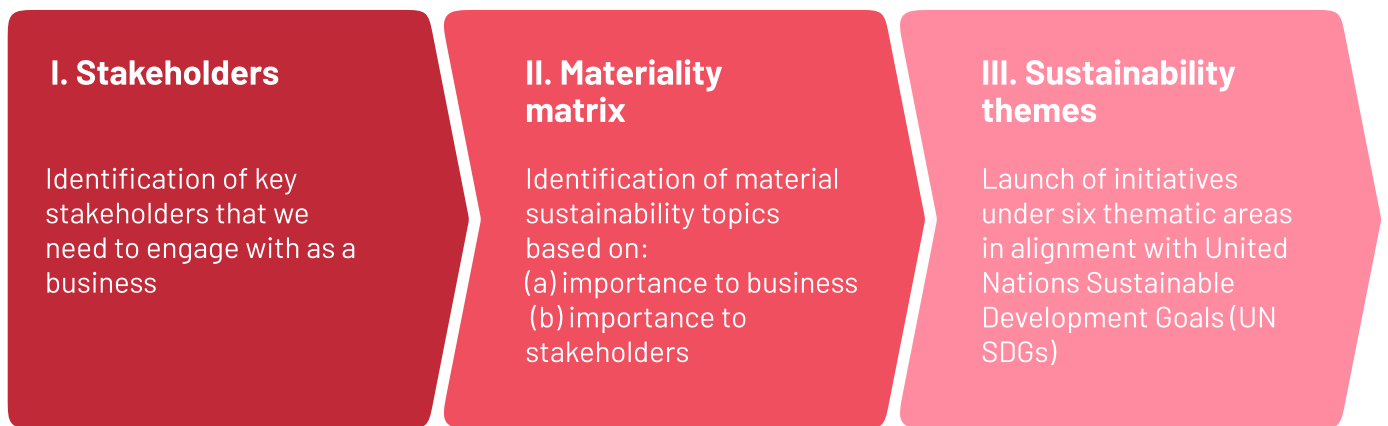 I. Stakeholders
Identification of key
stakeholders that we
need to engage with as a
business
II. Materiality
matrix
Identification of material
sustainability topics
based on:
(a) importance to business
(b) importance to
stakeholders
III. Sustainability
themes
Launch of initiatives
under six thematic areas
in alignment with United
Nations Sustainable
Development Goals (UN
SDGs)